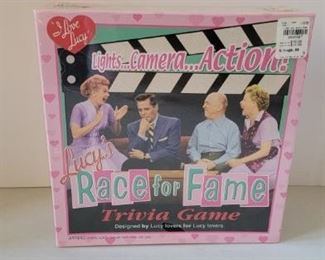 I Love
Lucy
Lights...Camera...Action!
Lucy's
Race for Fame
Trivia Game
Designed by Lucy lovers for Lucy lovers